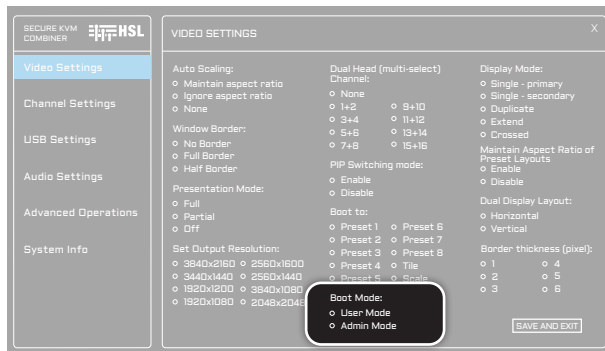 SECURE KVM
COMBINER
HSL
VIDEO SETTINGS
X
Video Settings
Channel Settings
USB Settings
Audio Settings
Advanced Operations
System Info
Auto Scaling:
Maintain aspect ratio
Ignore aspect ratio
None
Window Border:
No Border
Full Border
Half Border
Presentation Mode:
Full
Partial
Off
Set Output Resolution:
3840x2160 2560x1600
3440x1440 2560x1440
1920x1200 3840x1080
1920x1080 2048x2048
Dual Head (multi-select)
Channel:
None
1+2 9+10
3+4 11+12
5+6 13+14
7+8 15+16
PIP Switching mode:
Enable
Disable
Boot to:
Preset 1 Preset 6
Preset 2 Preset 7
Preset 3 Preset 8
Preset 4 Tile
Preset 5 Scale
Boot Mode:
User Mode
Admin Mode
Display Mode:
Single - primary
Single - secondary
Duplicate
Extend
Crossed
Maintain Aspect Ratio of
Preset Layouts
Enable
Disable
Dual Display Layout:
Horizontal
Vertical
Border thickness (pixel):
1 4
2 5
3 6
SAVE AND EXIT